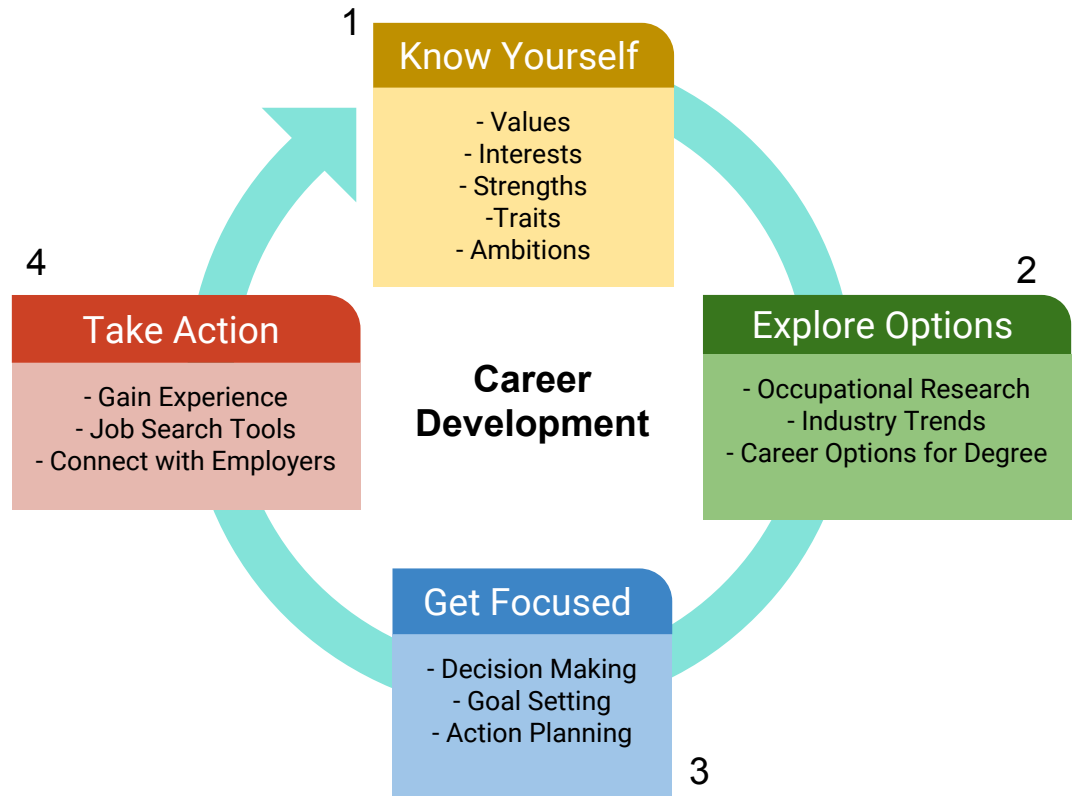 1
Know Yourself
- Values
- Interests
- Strengths
-Traits
- Ambitions
2
Explore Options
- Occupational Research
- Industry Trends
- Career Options for Degree
Career
Development
3
Get Focused
- Decision Making
- Goal Setting
- Action Planning
4
Take Action
- Gain Experience
- Job Search Tools
- Connect with Employers